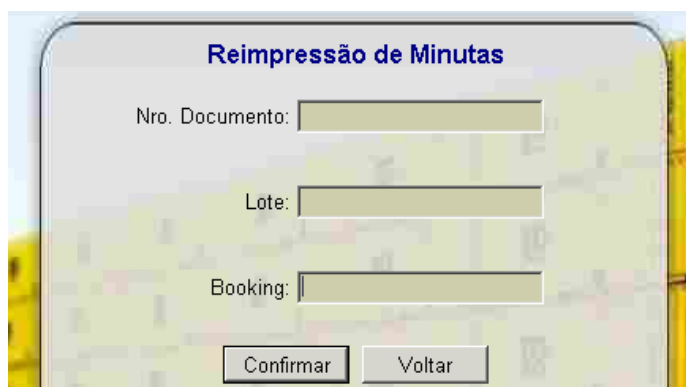 Reimpressão de Minutas
Nro. Documento:
Lote:
Booking:
Confirmar Voltar